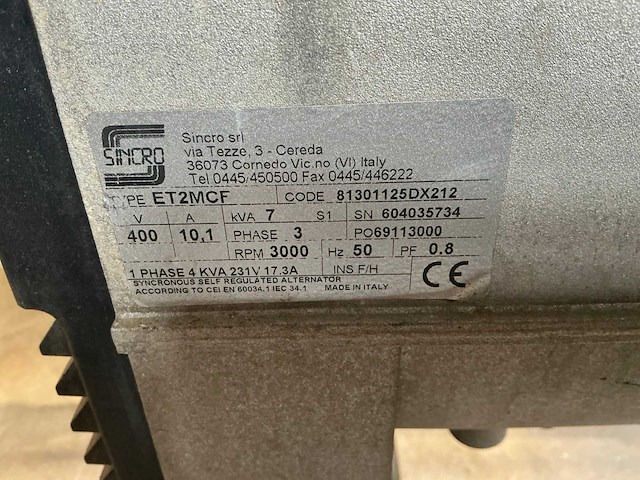 SINCRO
Sincro srl
via Tezze, 3 - Cereda
36073 Cornedo Vic.no (VI) Italy
Tel 0445/450500 Fax 0445/446222
TYPE ET2MCF CODE 81301125DX212
V A kVA 7 S1 SN 604035734
400 10,1 PHASE 3 PO69113000
RPM 3000 Hz 50 PF 0.8
1 PHASE 4 KVA 231V 17.3A INS F/H
SYNCRONOUS SELF REGULATED ALTERNATOR
ACCORDING TO CEI EN 60034.1 IEC 34.1 MADE IN ITALY
CE